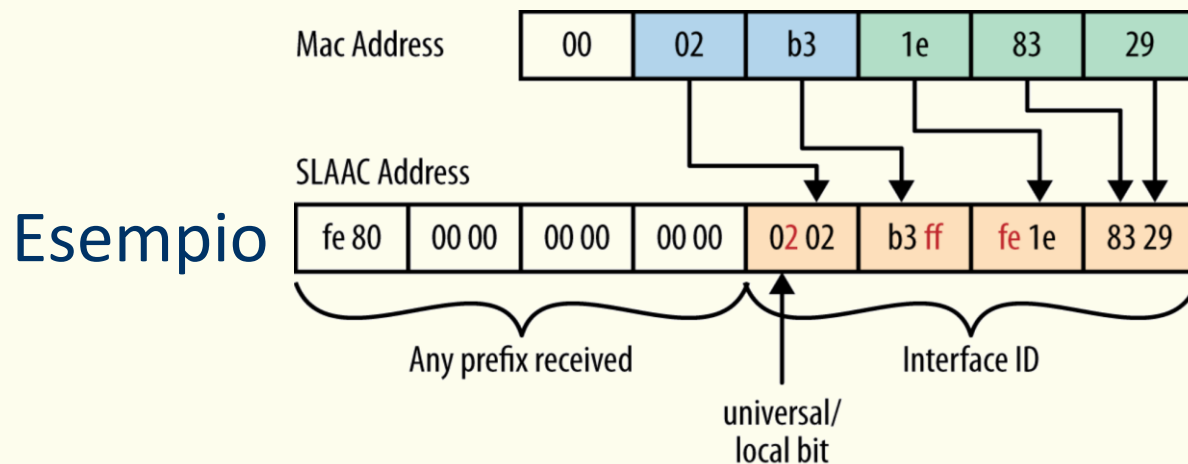 Mac Address 00 02 b3 1e 83 29
SLAAC Address
Esempio fe 80 00 00 00 00 00 00 02 02 b3 ff fe 1e 83 29
Any prefix received Interface ID
universal/
local bit